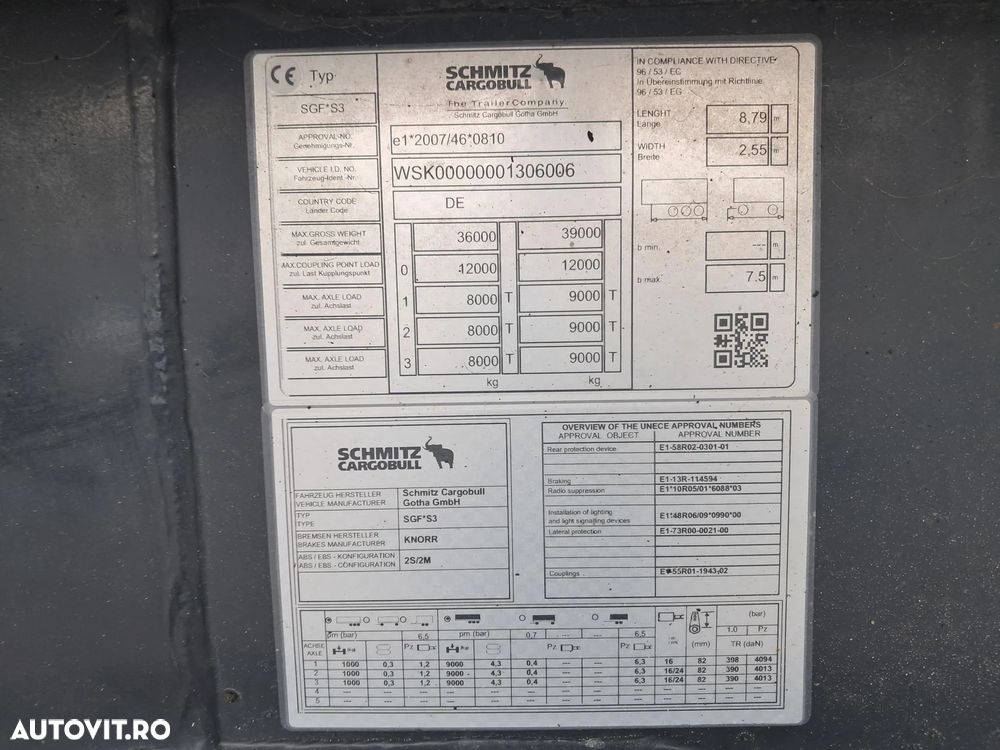 CE Typ
SGF*S3
APPROVAL-NO.
Genehmigungs-Nr.
VEHICLE I.D. NO.
Fahrzeug-Ident.-Nr.
COUNTRY CODE
Länder Code
MAX.GROSS WEIGHT
zul. Gesamtgewicht
MAX.COUPLING POINT LOAD
zul. Last Kupplungspunkt
MAX. AXLE LOAD
zul. Achslast
MAX. AXLE LOAD
zul. Achslast
MAX. AXLE LOAD
zul. Achslast
SCHMITZ
CARGOBULL
The Trailer Company.
Schmitz Cargobull Gotha GmbH
e1*2007/46*0810
WSK00000001306006
DE
36000 39000
0 12000 12000
1 8000 T 9000 T
2 8000 T 9000 T
3 8000 T 9000 T
kg kg
IN COMPLIANCE WITH DIRECTIVE
96 / 53 / EG
In Übereinstimmung mit Richtlinie.
96 / 53 / EG
LENGHT
Länge
8,79 m
WIDTH
Breite
2,55 m
b min. --- m
b max. 7.5 m
SCHMITZ
CARGOBULL
FAHRZEUG HERSTELLER
VEHICLE MANUFACTURER
Schmitz Cargobull
Gotha GmbH
TYP
TYPE
SGF*S3
BREMSEN HERSTELLER
BRAKES MANUFACTURER
KNORR
ABS / EBS - KONFIGURATION
ABS / EBS - CONFIGURATION
2S/2M
OVERVIEW OF THE UNECE APPROVAL NUMBERS
APPROVAL OBJECT APPROVAL NUMBER
Rear protection device E1-58R02-0301-01
Braking E1-13R-114594
Radio suppression E1*10R05/01*6088*03
Installation of lighting
and light signalling devices
E1*48R06/09*0990*00
Lateral protection E1-73R00-0021-00
Couplings 55R01-1943,02
pm (bar) 6,5 pm (bar) 0,7 --- --- 6,5 (mm) (bar)
1.0 Pz
TR (daN)
ACHSE
AXLE
Pz Pz Pz
1 1000 0,3 1,2 9000 4,3 0,4 --- --- 6,3 16 82 398 4094
2 1000 0,3 1,2 9000 4,3 0,4 --- --- 6,3 16/24 82 390 4013
3 1000 0,3 1,2 9000 4,3 0,4 --- --- 6,3 16/24 82 390 4013
4 --- --- --- --- --- --- --- --- --- --- --- --- ---
5 --- --- --- --- --- --- --- --- --- --- --- --- ---
AUTOVIT.RO